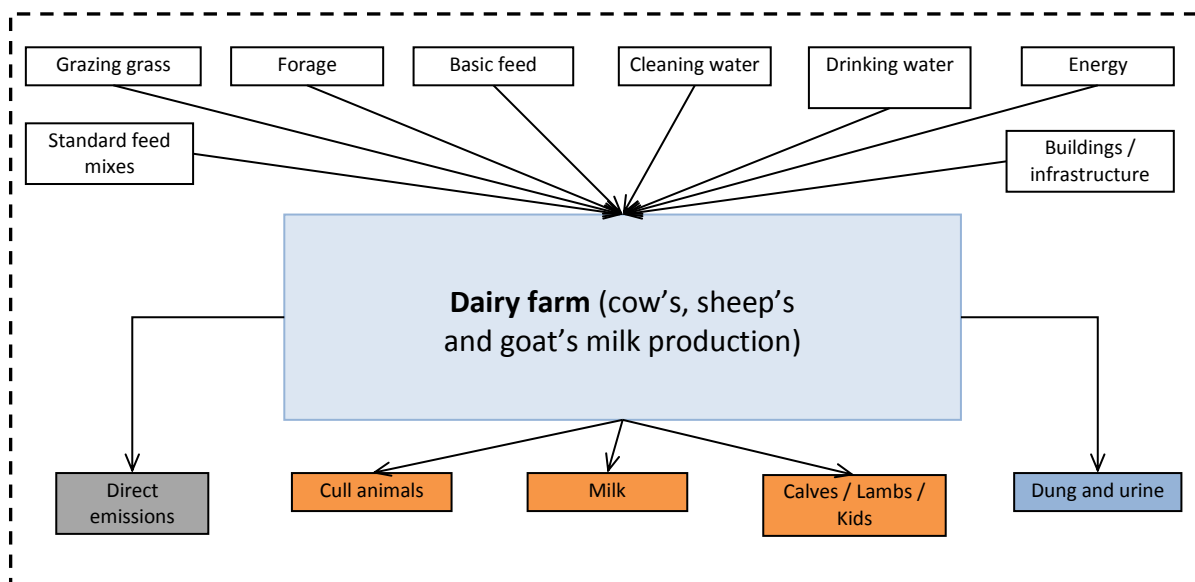 Grazing grass
Forage
Basic feed
Cleaning water
Drinking water
Energy
Standard feed
mixes
Buildings /
infrastructure
Dairy farm (cow’s, sheep’s
and goat’s milk production)
Direct
emissions
Cull animals
Milk
Calves / Lambs /
Kids
Dung and urine